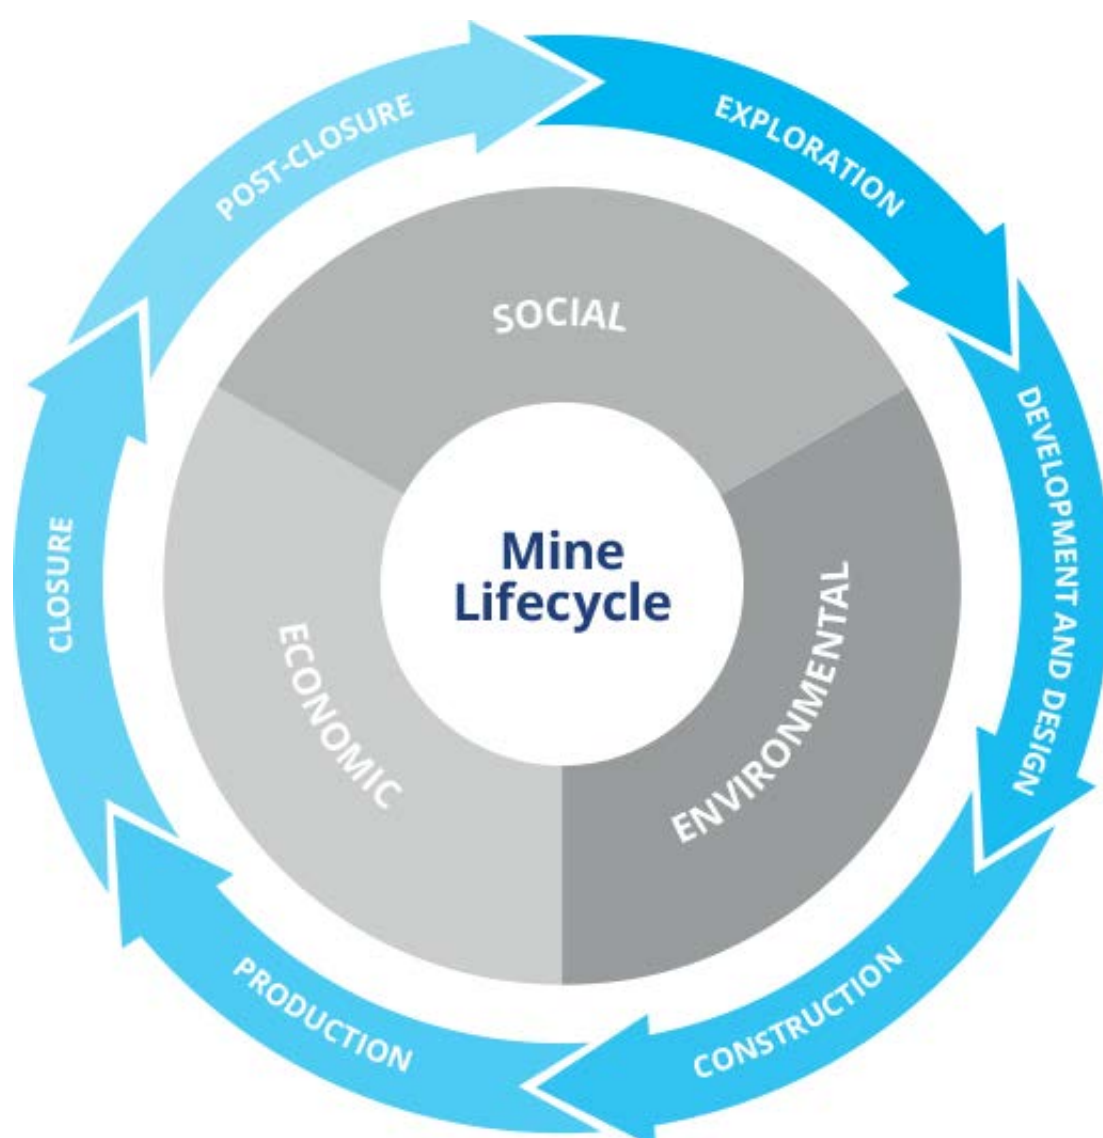 EXPLORATION
DEVELOPMENT AND DESIGN
CONSTRUCTION
PRODUCTION
CLOSURE
POST-CLOSURE
SOCIAL
ENVIRONMENTAL
ECONOMIC
Mine
Lifecycle